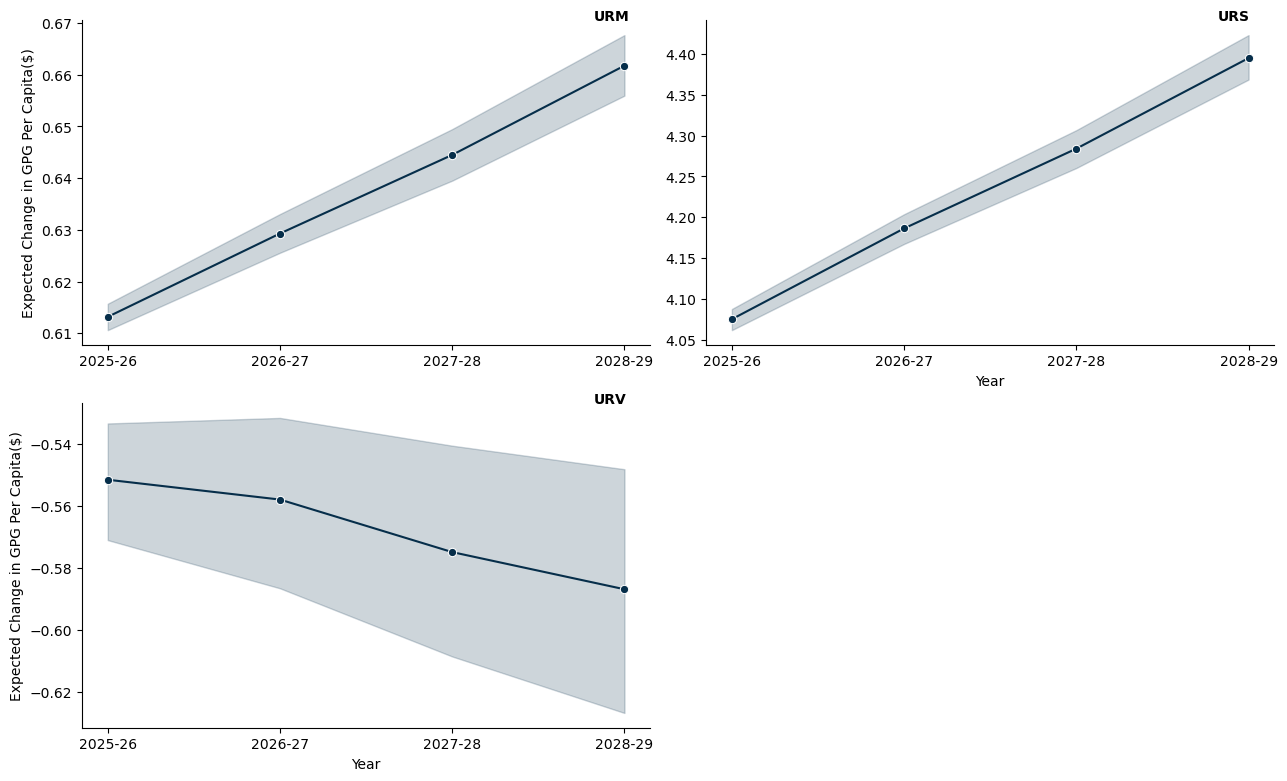 URM
Expected Change in GPG Per Capita($)
0.67
0.66
0.65
0.64
0.63
0.62
0.61
2025-26 2026-27 2027-28 2028-29
URS
4.40
4.35
4.30
4.25
4.20
4.15
4.10
4.05
2025-26 2026-27 2027-28 2028-29
Year
URV
Expected Change in GPG Per Capita($)
−0.54
−0.56
−0.58
−0.60
−0.62
2025-26 2026-27 2027-28 2028-29
Year